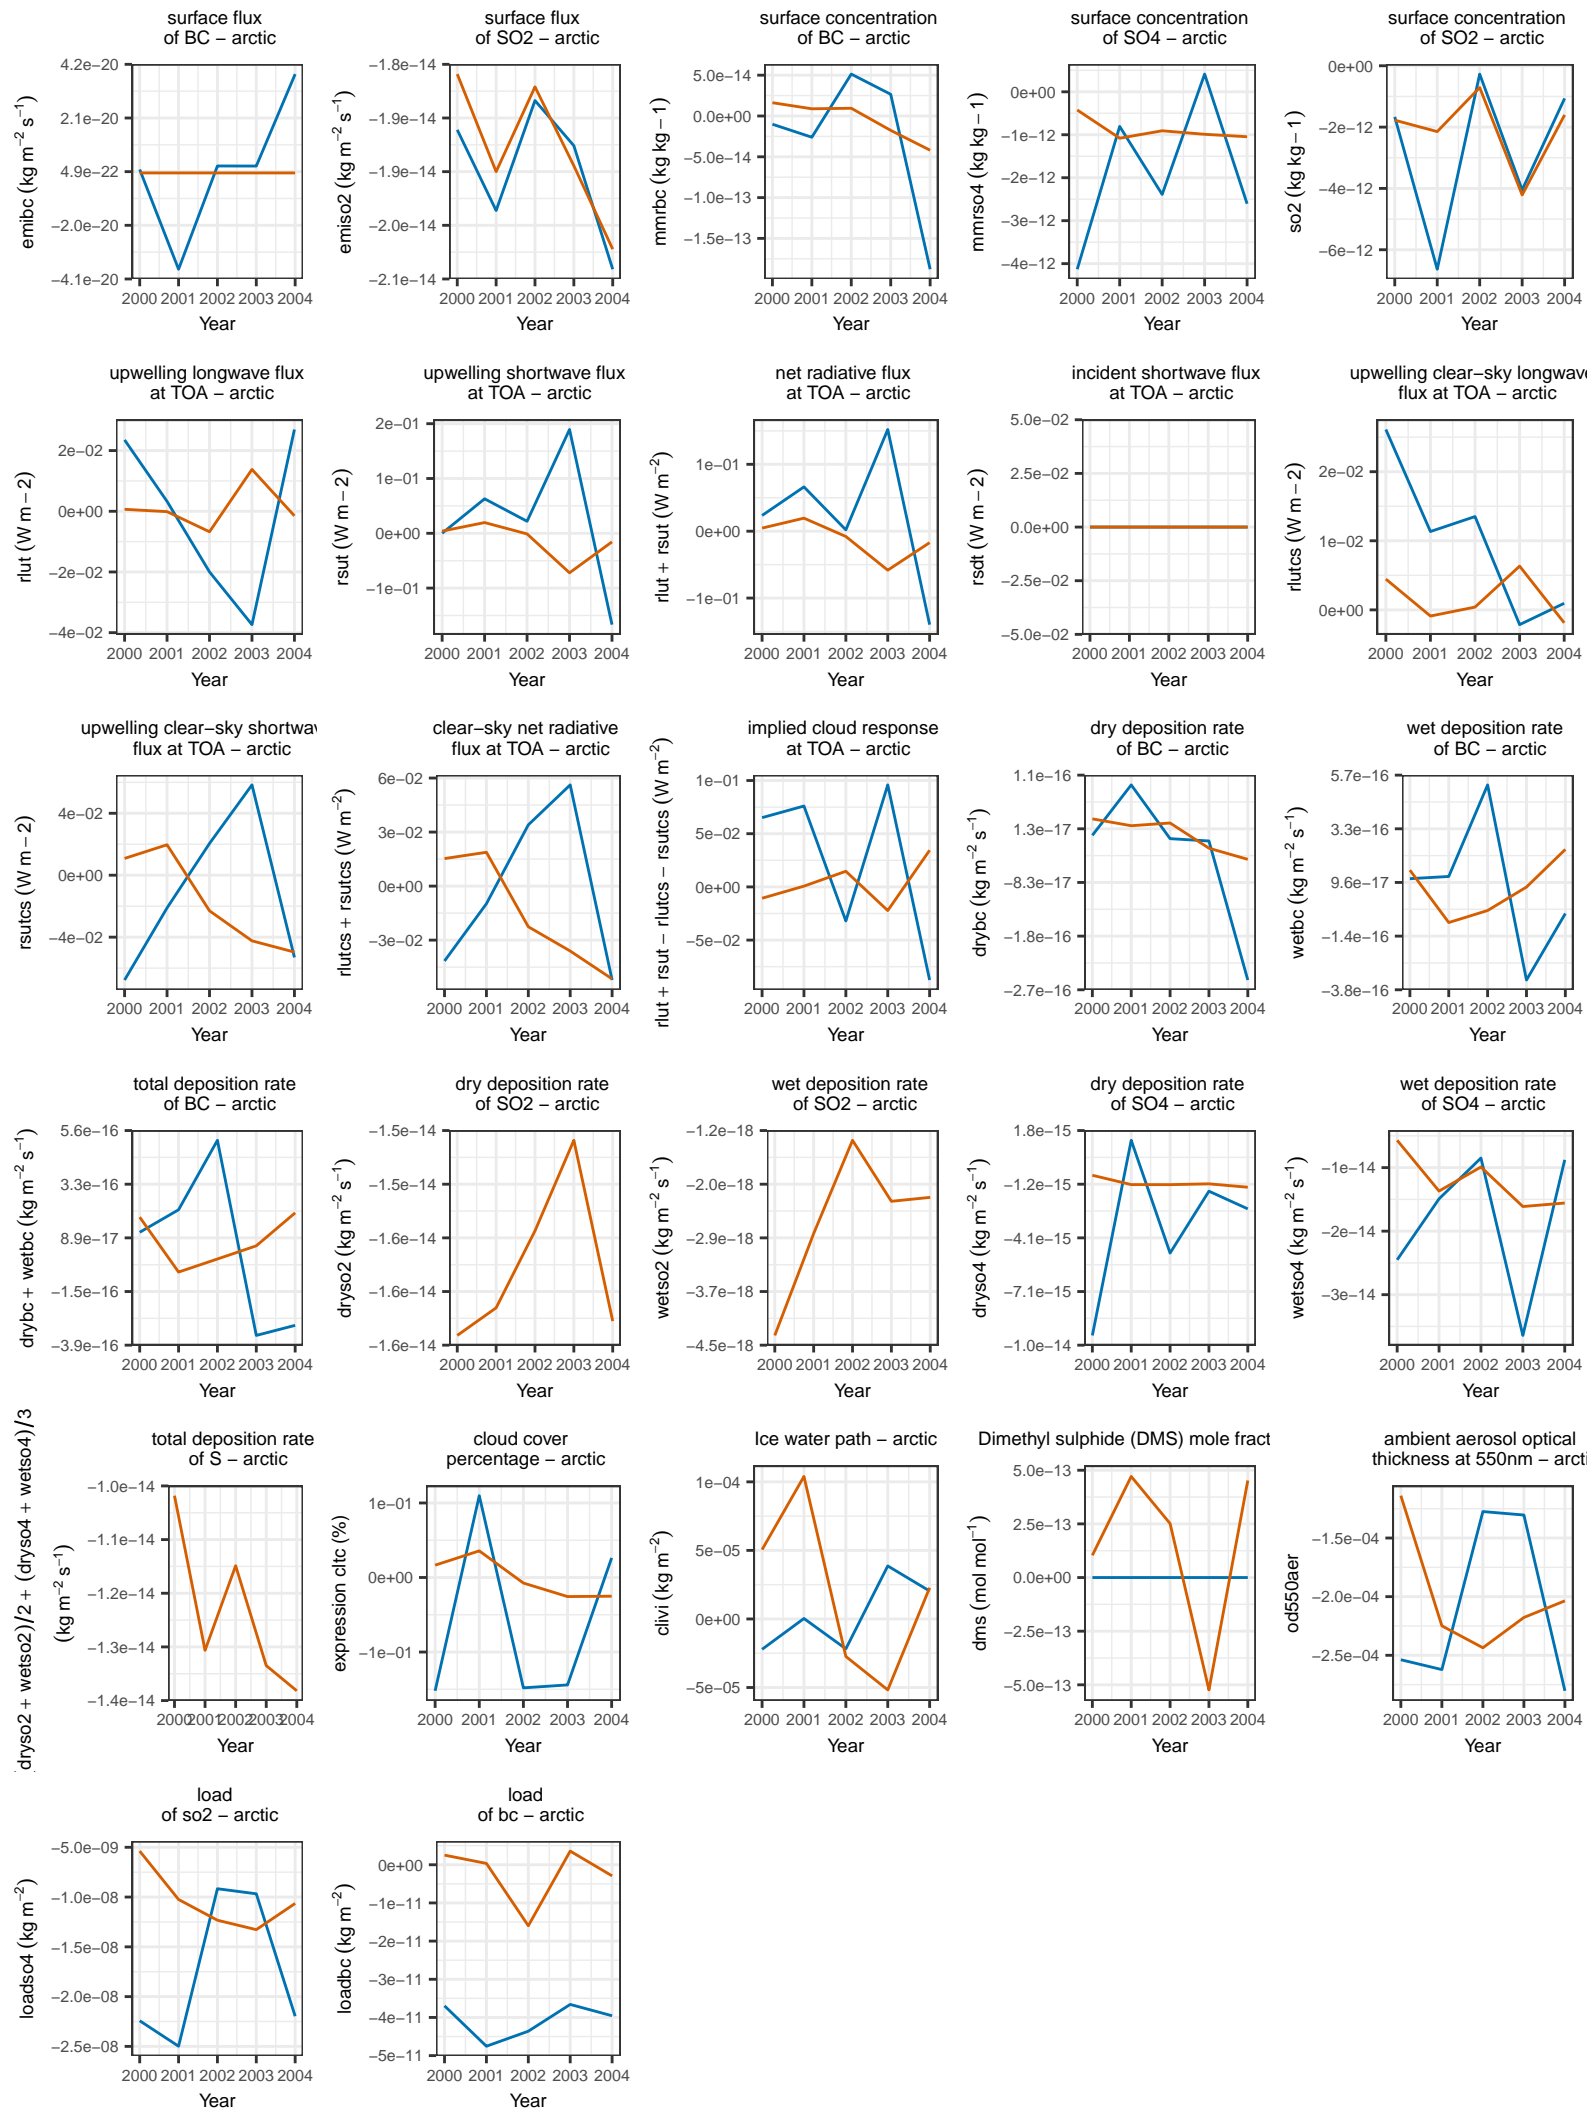 surface flux
of BC − arctic
emibc (kg m−2 s−1)
4.2e−20
2.1e−20
4.9e−22
−2.0e−20
−4.1e−20
2000 2001 2002 2003 2004
Year
surface flux
of SO2 − arctic
emiso2 (kg m−2 s−1)
−1.8e−14
−1.9e−14
−1.9e−14
−2.0e−14
−2.1e−14
2000 2001 2002 2003 2004
Year
surface concentration
of BC − arctic
mmrbc (kg kg − 1)
5.0e−14
0.0e+00
−5.0e−14
−1.0e−13
−1.5e−13
2000 2001 2002 2003 2004
Year
surface concentration
of SO4 − arctic
mmrso4 (kg kg − 1)
0e+00
−1e−12
−2e−12
−3e−12
−4e−12
2000 2001 2002 2003 2004
Year
surface concentration
of SO2 − arctic
so2 (kg kg − 1)
0e+00
−2e−12
−4e−12
−6e−12
2000 2001 2002 2003 2004
Year
upwelling longwave flux
at TOA − arctic
rlut (W m − 2)
2e−02
0e+00
−2e−02
−4e−02
2000 2001 2002 2003 2004
Year
upwelling shortwave flux
at TOA − arctic
rsut (W m − 2)
2e−01
1e−01
0e+00
−1e−01
2000 2001 2002 2003 2004
Year
net radiative flux
at TOA − arctic
rlut + rsut (W m−2)
1e−01
0e+00
−1e−01
2000 2001 2002 2003 2004
Year
incident shortwave flux
at TOA − arctic
rsdt (W m − 2)
5.0e−02
2.5e−02
0.0e+00
−2.5e−02
−5.0e−02
2000 2001 2002 2003 2004
Year
upwelling clear−sky longwave
flux at TOA − arctic
rlutcs (W m − 2)
2e−02
1e−02
0e+00
2000 2001 2002 2003 2004
Year
upwelling clear−sky shortwav
flux at TOA − arctic
rsutcs (W m − 2)
4e−02
0e+00
−4e−02
2000 2001 2002 2003 2004
Year
clear−sky net radiative
flux at TOA − arctic
rlutcs + rsutcs (W m−2)
6e−02
3e−02
0e+00
−3e−02
2000 2001 2002 2003 2004
Year
implied cloud response
at TOA − arctic
rlut + rsut − rlutcs − rsutcs (W m−2)
1e−01
5e−02
0e+00
−5e−02
2000 2001 2002 2003 2004
Year
dry deposition rate
of BC − arctic
drybc (kg m−2 s−1)
1.1e−16
1.3e−17
−8.3e−17
−1.8e−16
−2.7e−16
2000 2001 2002 2003 2004
Year
wet deposition rate
of BC − arctic
wetbc (kg m−2 s−1)
5.7e−16
3.3e−16
9.6e−17
−1.4e−16
−3.8e−16
2000 2001 2002 2003 2004
Year
total deposition rate
of BC − arctic
drybc + wetbc (kg m−2 s−1)
5.6e−16
3.3e−16
8.9e−17
−1.5e−16
−3.9e−16
2000 2001 2002 2003 2004
Year
dry deposition rate
of SO2 − arctic
dryso2 (kg m−2 s−1)
−1.5e−14
−1.5e−14
−1.6e−14
−1.6e−14
−1.6e−14
2000 2001 2002 2003 2004
Year
wet deposition rate
of SO2 − arctic
wetso2 (kg m−2 s−1)
−1.2e−18
−2.0e−18
−2.9e−18
−3.7e−18
−4.5e−18
2000 2001 2002 2003 2004
Year
dry deposition rate
of SO4 − arctic
dryso4 (kg m−2 s−1)
1.8e−15
−1.2e−15
−4.1e−15
−7.1e−15
−1.0e−14
2000 2001 2002 2003 2004
Year
wet deposition rate
of SO4 − arctic
wetso4 (kg m−2 s−1)
−1e−14
−2e−14
−3e−14
2000 2001 2002 2003 2004
Year
total deposition rate
of S − arctic
(dryso2 + wetso2)/2 + (dryso4 + wetso4)/3
(kg m−2 s−1)
−1.0e−14
−1.1e−14
−1.2e−14
−1.3e−14
−1.4e−14
2000 2001 2002 2003 2004
Year
cloud cover
percentage − arctic
expression cltc (%)
1e−01
0e+00
−1e−01
2000 2001 2002 2003 2004
Year
Ice water path − arctic
clivi (kg m−2)
1e−04
5e−05
0e+00
−5e−05
2000 2001 2002 2003 2004
Year
Dimethyl sulphide (DMS) mole fract
dms (mol mol−1)
5.0e−13
2.5e−13
0.0e+00
−2.5e−13
−5.0e−13
2000 2001 2002 2003 2004
Year
ambient aerosol optical
thickness at 550nm − arcti
od550aer
−1.5e−04
−2.0e−04
−2.5e−04
2000 2001 2002 2003 2004
Year
load
of so2 − arctic
loadso4 (kg m−2)
−5.0e−09
−1.0e−08
−1.5e−08
−2.0e−08
−2.5e−08
2000 2001 2002 2003 2004
Year
load
of bc − arctic
loadbc (kg m−2)
0e+00
−1e−11
−2e−11
−3e−11
−4e−11
−5e−11
2000 2001 2002 2003 2004
Year